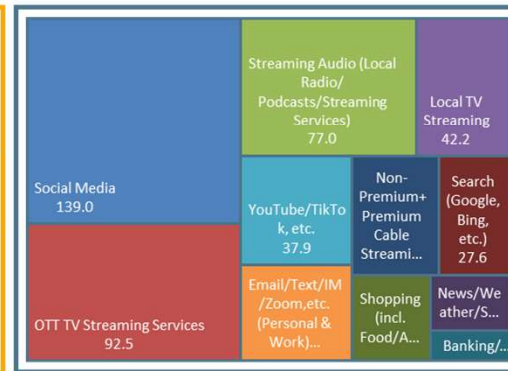 Social Media
139.0
OTT TV Streaming Services
92.5
Streaming Audio (Local
Radio/
Podcasts/Streaming
Services)
77.0
Local TV
Streaming
42.2
YouTube/TikTo
k, etc.
37.9
Non-
Premium+
Premium
Cable
Streami...
Search
(Google,
Bing,
etc.)
27.6
Email/Text/IM
/Zoom,etc.
(Personal &
Work)...
Shopping
(incl.
Food/A...
News/We
ather/S...
Banking/...